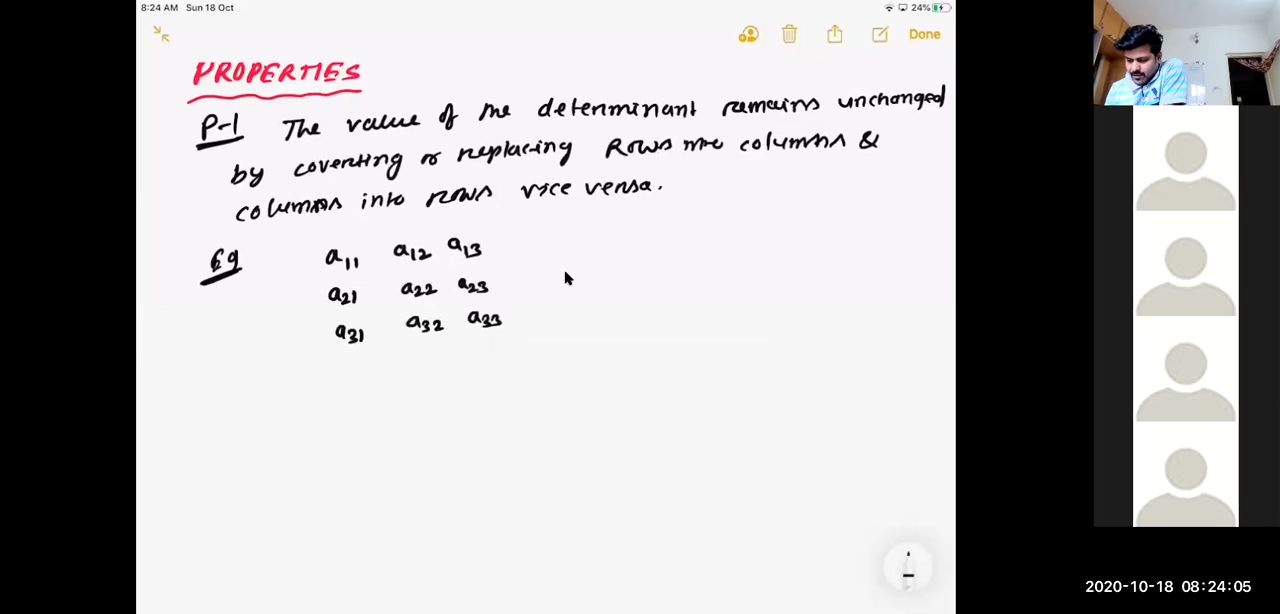 8:24 AM Sun 18 Oct
24%
Done
PROPERTIES
P-1 The value of the determinant remains unchanged
by coverting or replacing Rows into columns &
columns into rows vice versa.
Eg a11 a12 a13
a21 a22 a23
a31 a32 a33
2020-10-18 08:24:05